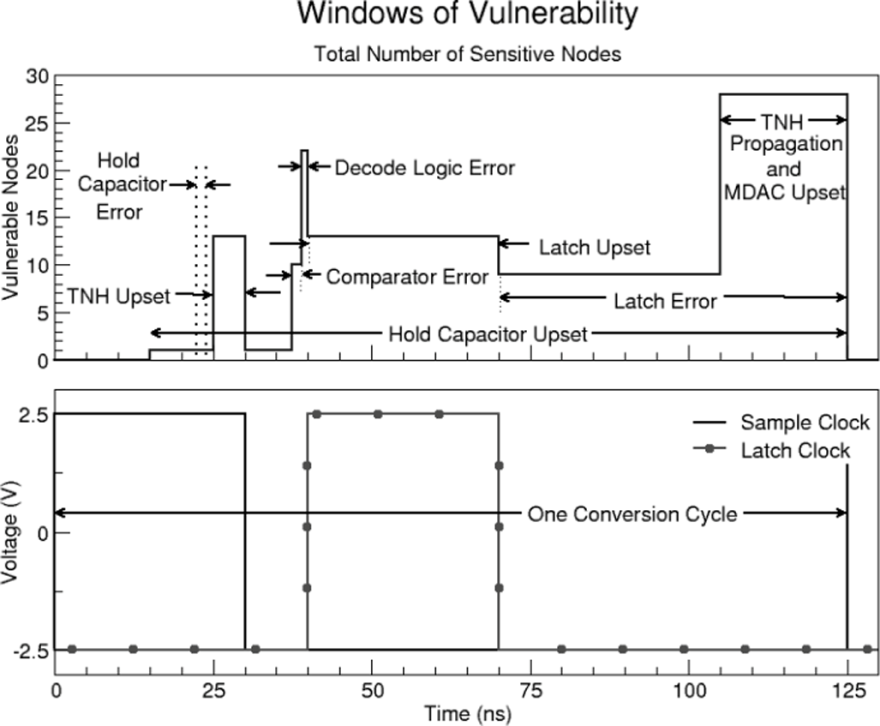 Windows of Vulnerability
Total Number of Sensitive Nodes
Vulnerable Nodes
30
25
20
15
10
5
0
Hold
Capacitor
Error
TNH Upset
Decode Logic Error
Comparator Error
Latch Upset
Latch Error
Hold Capacitor Upset
TNH
Propagation
and
MDAC Upset
Voltage (V)
2.5
0
-2.5
Sample Clock
Latch Clock
One Conversion Cycle
0
25
50
75
100
125
Time (ns)